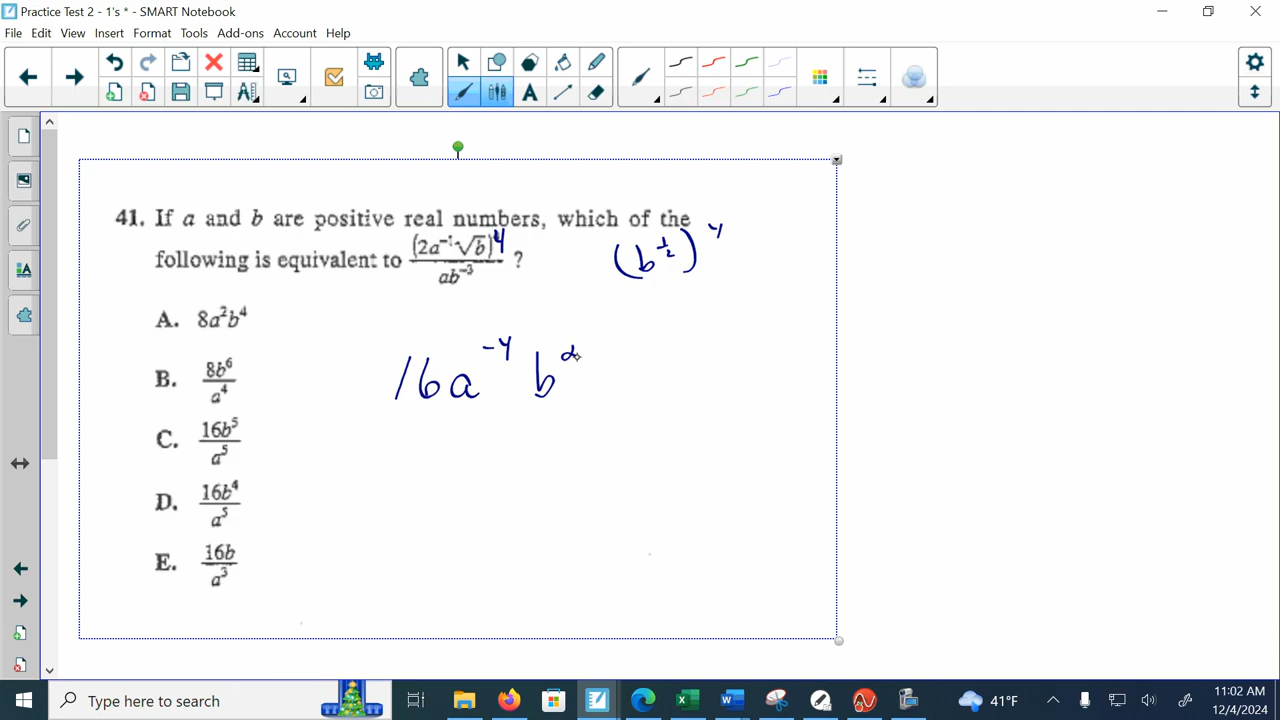 Practice Test 2 - 1's * - SMART Notebook
File Edit View Insert Format Tools Add-ons Account Help
41. If a and b are positive real numbers, which of the
following is equivalent to (2a⁻¹√b)⁴ / ab⁻³ ?
(b^½)⁴
A. 8a²b⁴
16a⁻⁴ b²
B. 8b⁶/a⁴
C. 16b⁵/a⁵
D. 16b⁴/a⁵
E. 16b/a³
Type here to search
41°F
11:02 AM
12/4/2024